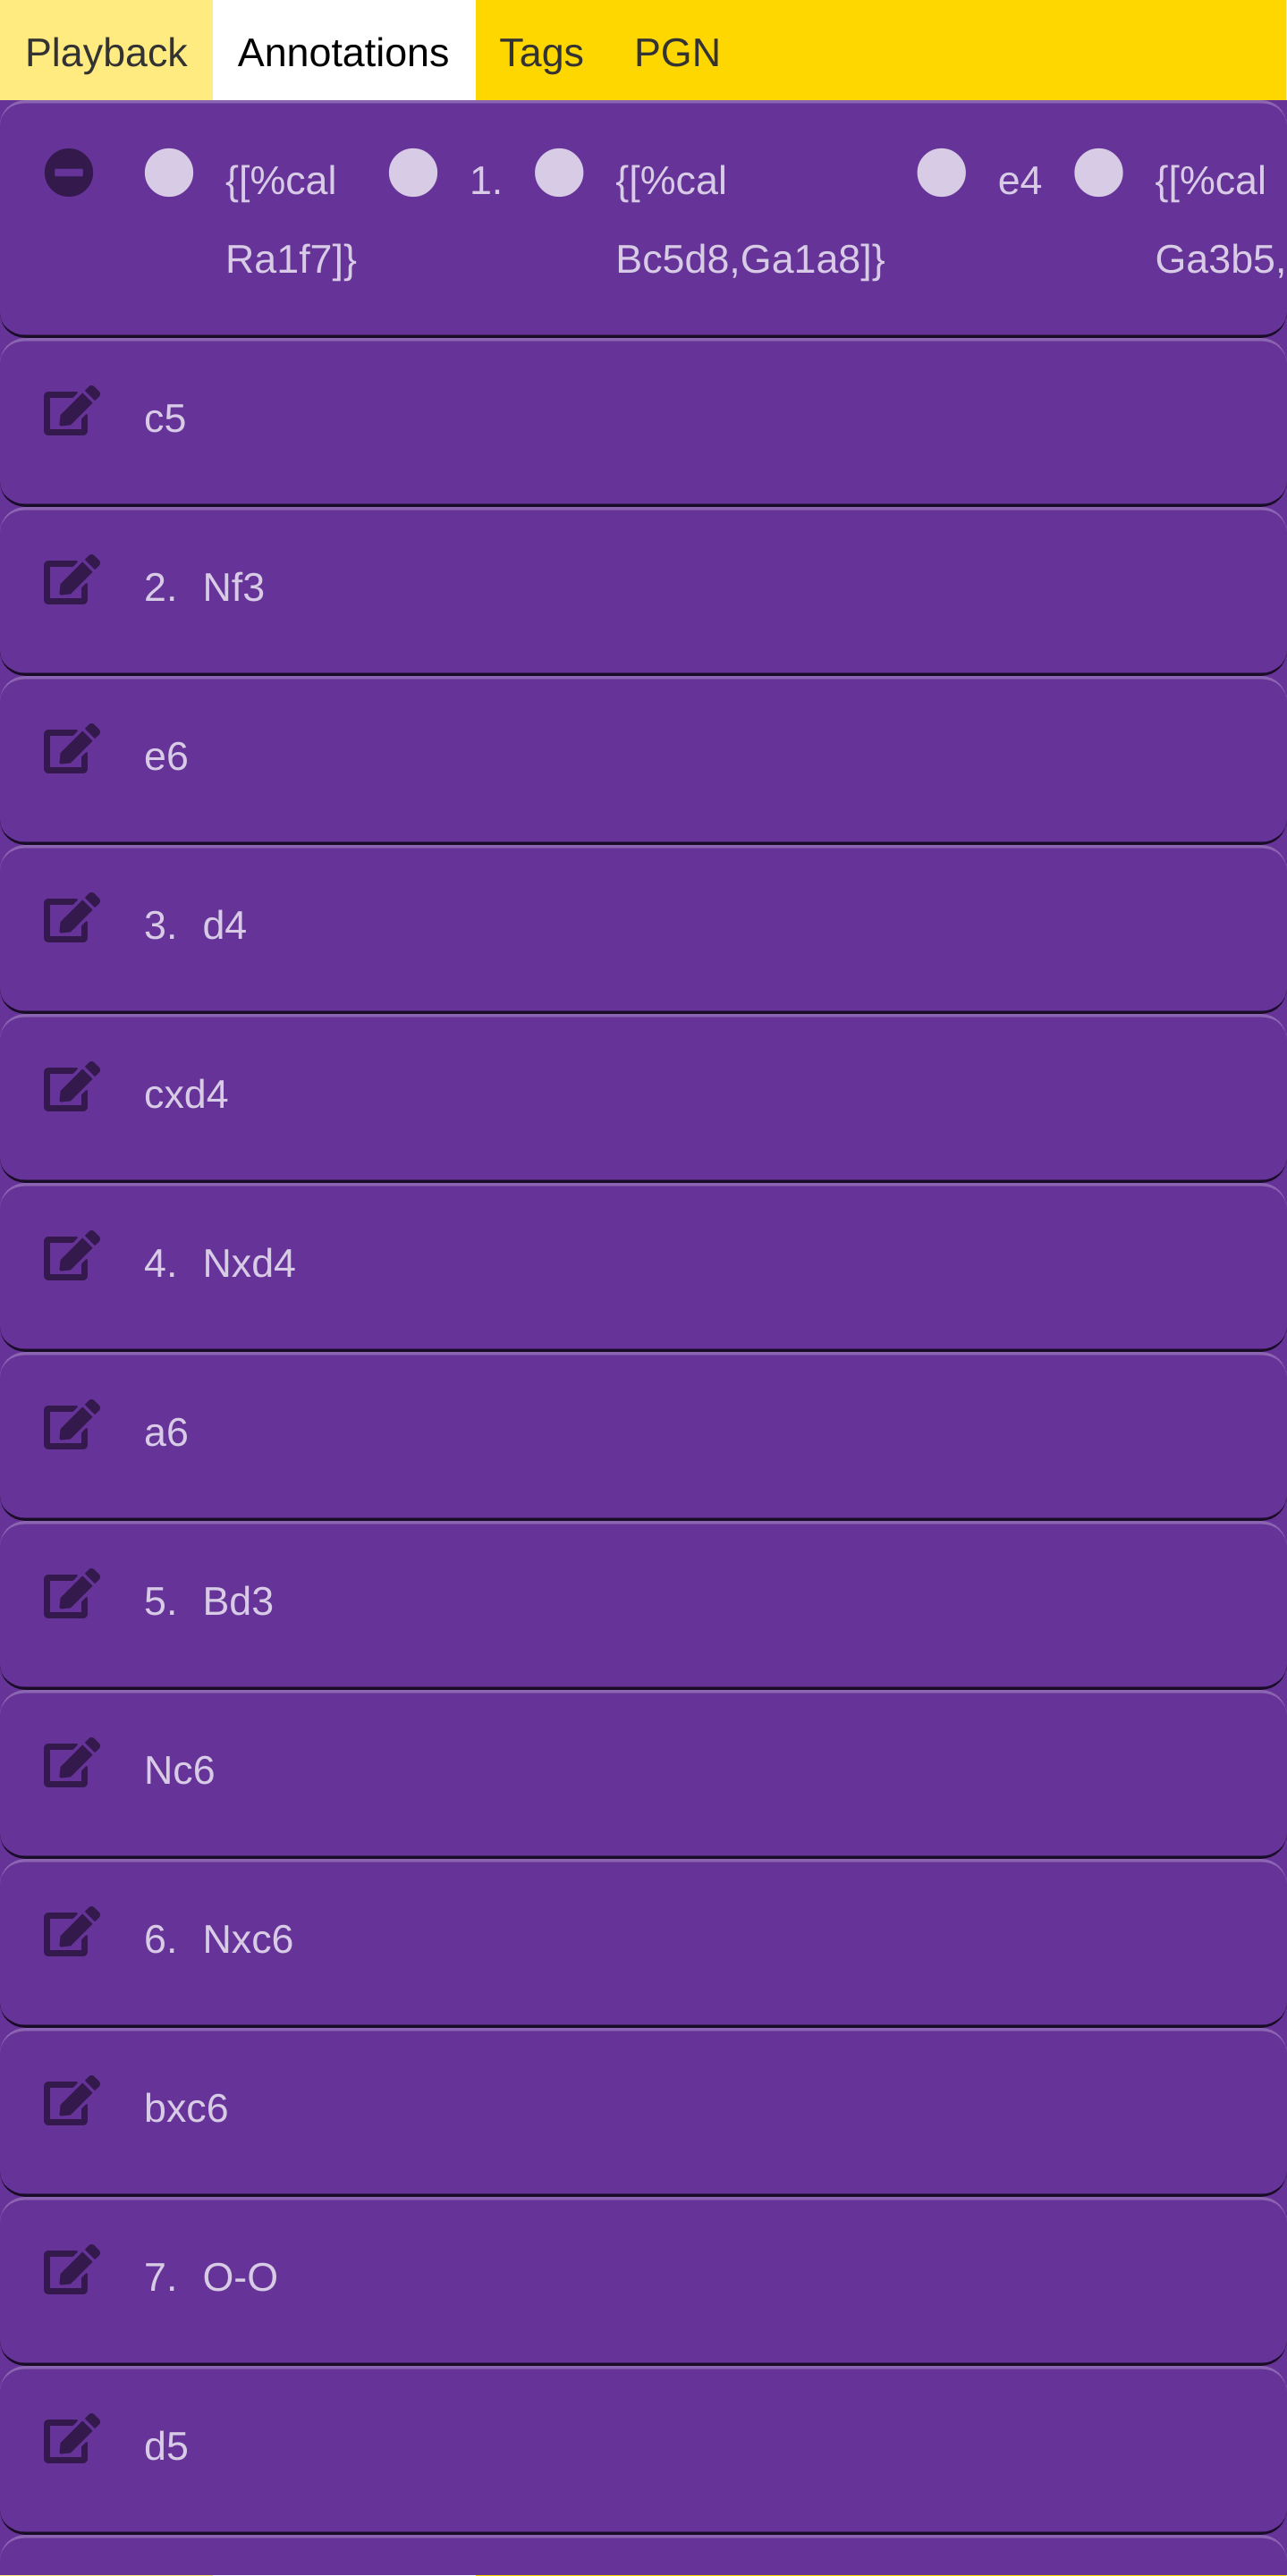 Playback Annotations Tags PGN
{[%cal 1. {[%cal e4 {[%cal
Ra1f7]} Bc5d8,Ga1a8]} Ga3b5,
c5
2. Nf3
e6
3. d4
cxd4
4. Nxd4
a6
5. Bd3
Nc6
6. Nxc6
bxc6
7. O-O
d5